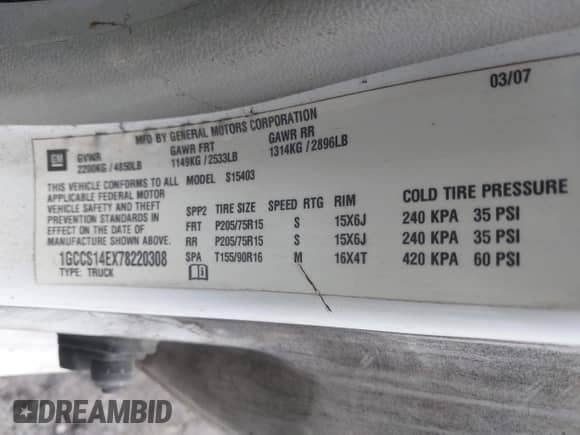 03/07
MFD BY GENERAL MOTORS CORPORATION
GM GVWR GAWR FRT GAWR RR
2200KG / 4850LB 1149KG / 2533LB 1314KG / 2896LB
THIS VEHICLE CONFORMS TO ALL MODEL S15403
APPLICABLE FEDERAL MOTOR
VEHICLE SAFETY AND THEFT
PREVENTION STANDARDS IN
EFFECT ON THE DATE OF
MANUFACTURE SHOWN ABOVE.
1GCCS14EX78220308
TYPE: TRUCK
SPP2 TIRE SIZE SPEED RTG RIM COLD TIRE PRESSURE
FRT P205/75R15 S 15X6J 240 KPA 35 PSI
RR P205/75R15 S 15X6J 240 KPA 35 PSI
SPA T155/90R16 M 16X4T 420 KPA 60 PSI
DREAMBID